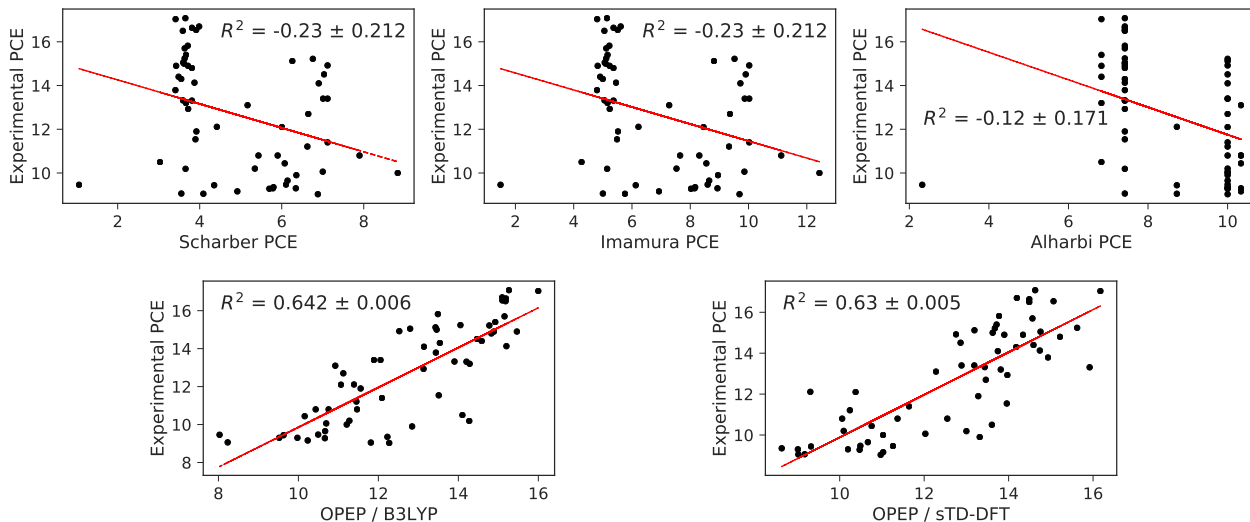 R² = -0.23 ± 0.212
Experimental PCE
16
14
12
10
2 4 6 8
Scharber PCE
R² = -0.23 ± 0.212
Experimental PCE
16
14
12
10
2 4 6 8 10 12
Imamura PCE
R² = -0.12 ± 0.171
Experimental PCE
16
14
12
10
2 4 6 8 10
Alharbi PCE
R² = 0.642 ± 0.006
Experimental PCE
16
14
12
10
8
8 10 12 14 16
OPEP / B3LYP
R² = 0.63 ± 0.005
Experimental PCE
16
14
12
10
10 12 14 16
OPEP / sTD-DFT